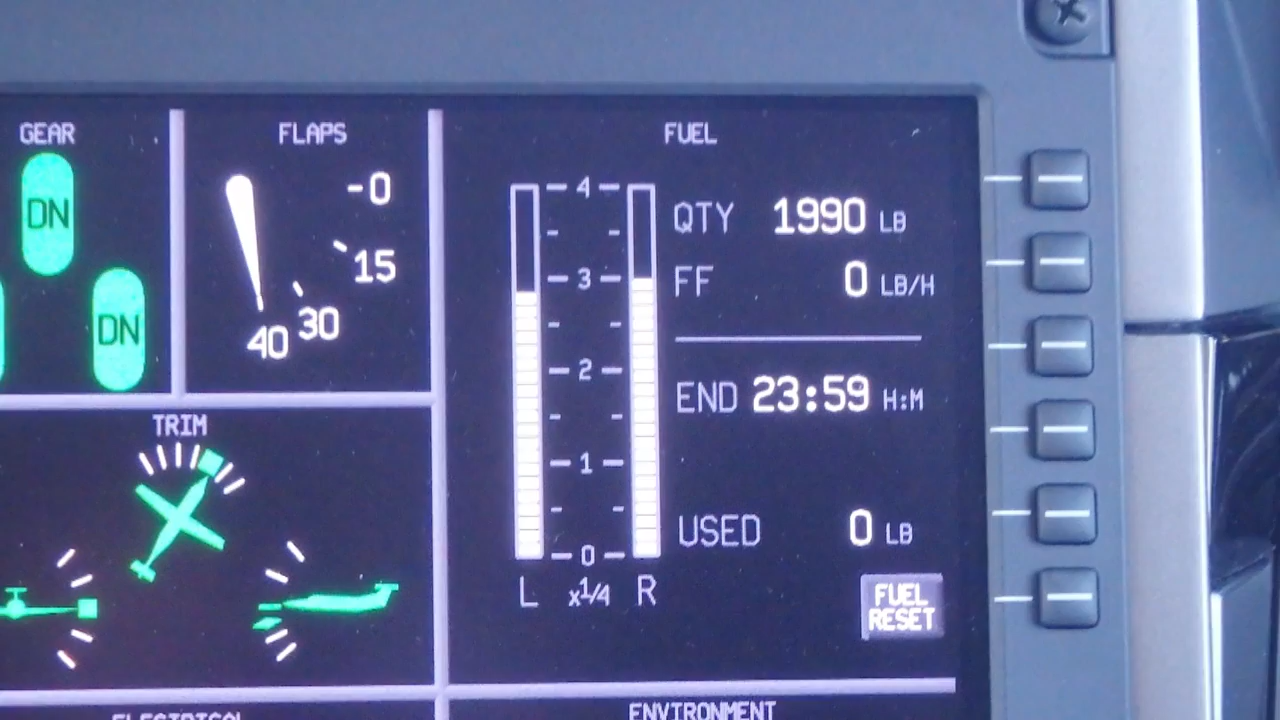 GEAR
DN
DN
FLAPS
-0
15
30
40
TRIM
FUEL
4
3
2
1
0
L x1/4 R
QTY 1990 LB
FF 0 LB/H
END 23:59 H:M
USED 0 LB
FUEL
RESET
ELECTRICAL
ENVIRONMENT